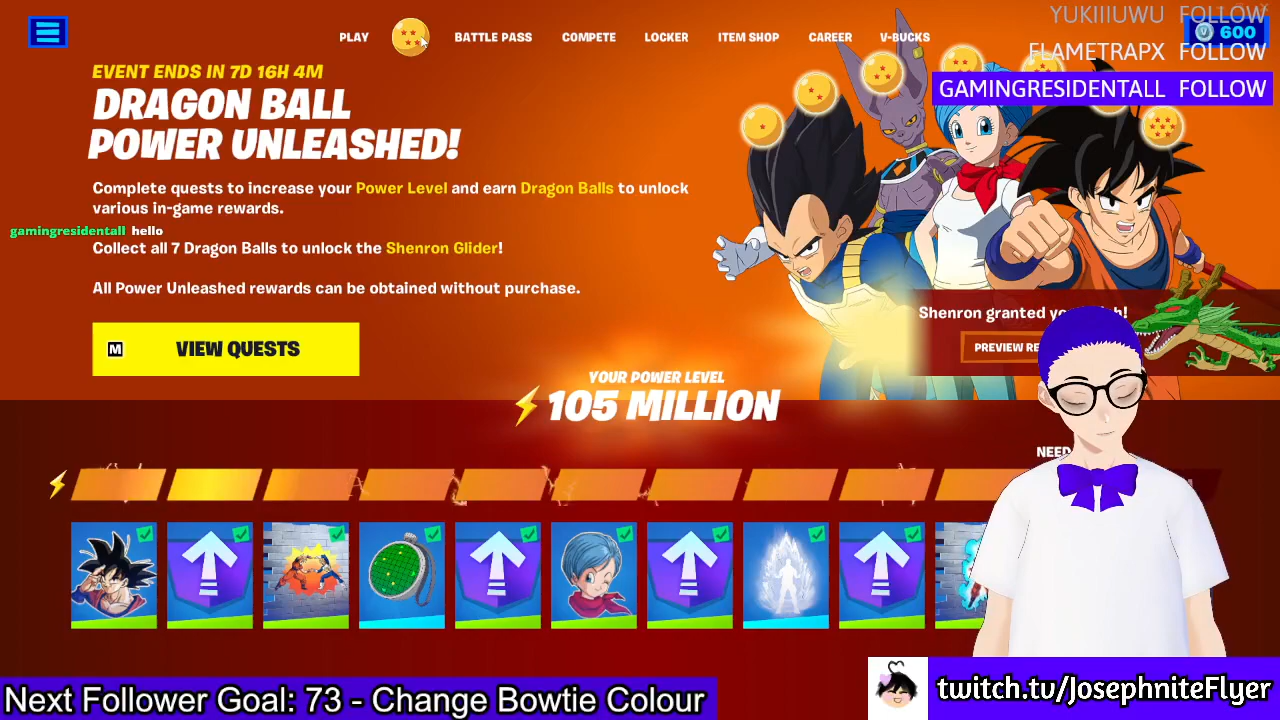 YUKIIIUWU FOLLOW
FLAMETRAPX FOLLOW
GAMINGRESIDENTALL FOLLOW
600
PLAY
BATTLE PASS
COMPETE
LOCKER
ITEM SHOP
CAREER
V-BUCKS
EVENT ENDS IN 7D 16H 4M
DRAGON BALL
POWER UNLEASHED!
Complete quests to increase your Power Level and earn Dragon Balls to unlock
various in-game rewards.
gamingresidentall hello
Collect all 7 Dragon Balls to unlock the Shenron Glider!
All Power Unleashed rewards can be obtained without purchase.
M VIEW QUESTS
Shenron granted
PREVIEW
YOUR POWER LEVEL
105 MILLION
Next Follower Goal: 73 - Change Bowtie Colour
twitch.tv/JosephniteFlyer